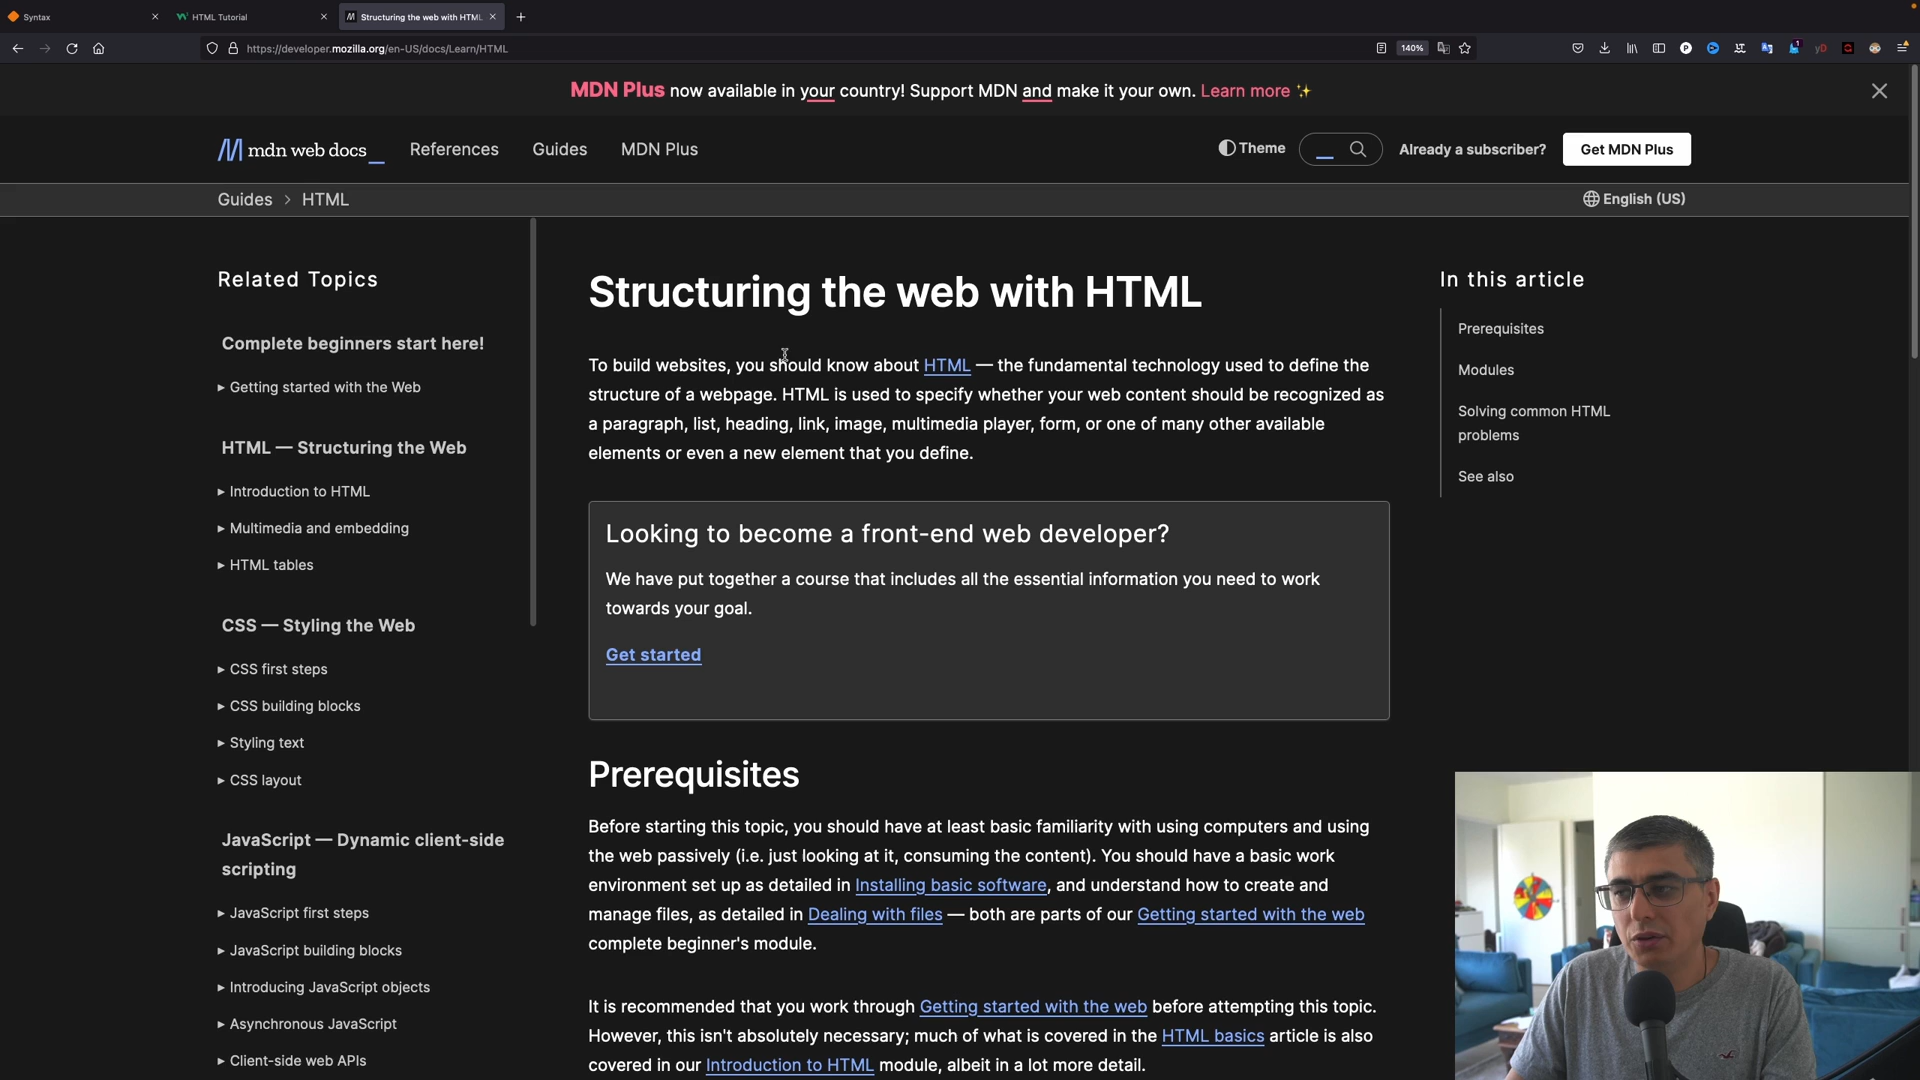 Syntax
HTML Tutorial
Structuring the web with HTML
https://developer.mozilla.org/en-US/docs/Learn/HTML
140%
1
yD
MDN Plus now available in your country! Support MDN and make it your own. Learn more ✨
mdn web docs_
References
Guides
MDN Plus
Theme
Already a subscriber?
Get MDN Plus
Guides > HTML
English (US)
Related Topics
Complete beginners start here!
Getting started with the Web
HTML — Structuring the Web
Introduction to HTML
Multimedia and embedding
HTML tables
CSS — Styling the Web
CSS first steps
CSS building blocks
Styling text
CSS layout
JavaScript — Dynamic client-side
scripting
JavaScript first steps
JavaScript building blocks
Introducing JavaScript objects
Asynchronous JavaScript
Client-side web APIs
Structuring the web with HTML
To build websites, you should know about HTML — the fundamental technology used to define the
structure of a webpage. HTML is used to specify whether your web content should be recognized as
a paragraph, list, heading, link, image, multimedia player, form, or one of many other available
elements or even a new element that you define.
Looking to become a front-end web developer?
We have put together a course that includes all the essential information you need to work
towards your goal.
Get started
Prerequisites
Before starting this topic, you should have at least basic familiarity with using computers and using
the web passively (i.e. just looking at it, consuming the content). You should have a basic work
environment set up as detailed in Installing basic software, and understand how to create and
manage files, as detailed in Dealing with files — both are parts of our Getting started with the web
complete beginner's module.
It is recommended that you work through Getting started with the web before attempting this topic.
However, this isn't absolutely necessary; much of what is covered in the HTML basics article is also
covered in our Introduction to HTML module, albeit in a lot more detail.
In this article
Prerequisites
Modules
Solving common HTML
problems
See also